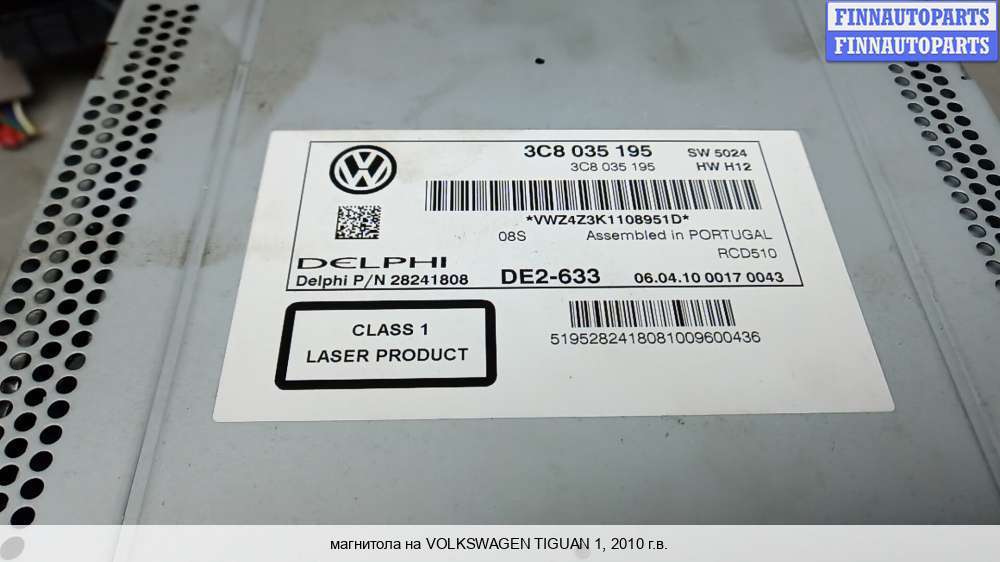 FINNAUTOPARTS
FINNAUTOPARTS
3C8 035 195 SW 5024
3C8 035 195 HW H12
*VWZ4Z3K1108951D*
08S Assembled in PORTUGAL
RCD510
DELPHI
Delphi P/N 28241808 DE2-633 06.04.10 0017 0043
CLASS 1
LASER PRODUCT
5195282418081009600436
магнитола на VOLKSWAGEN TIGUAN 1, 2010 г.в.